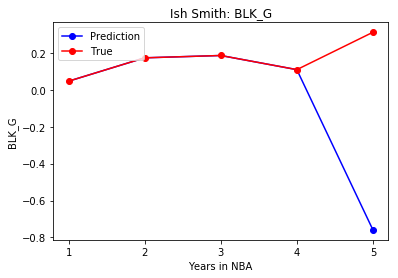 Ish Smith: BLK_G
Prediction
True
BLK_G
0.2
0.0
−0.2
−0.4
−0.6
−0.8
1
2
3
4
5
Years in NBA